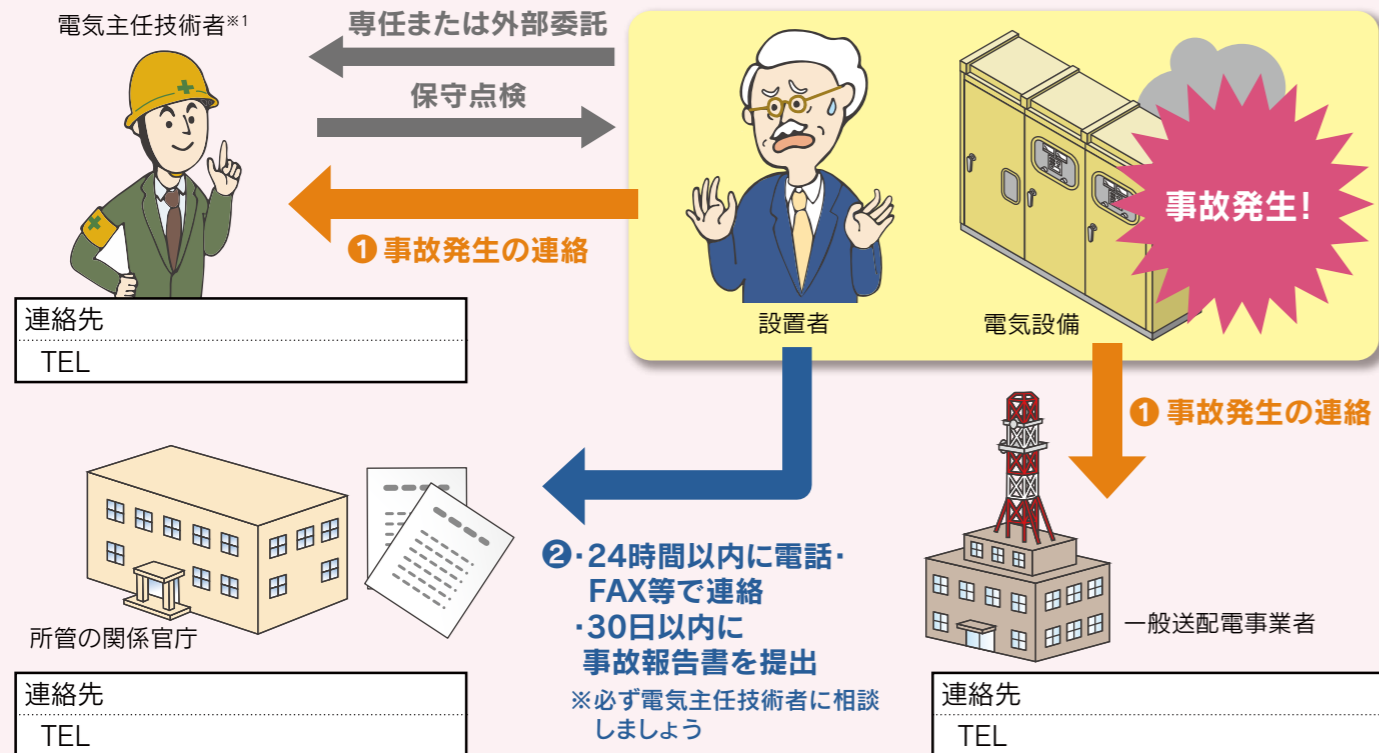 電気主任技術者※1
専任または外部委託
保守点検
❶ 事故発生の連絡
連絡先
TEL
設置者
電気設備
事故発生!
❶ 事故発生の連絡
❷・24時間以内に電話・
FAX等で連絡
・30日以内に
事故報告書を提出
※必ず電気主任技術者に相談
しましょう
所管の関係官庁
連絡先
TEL
一般送配電事業者
連絡先
TEL